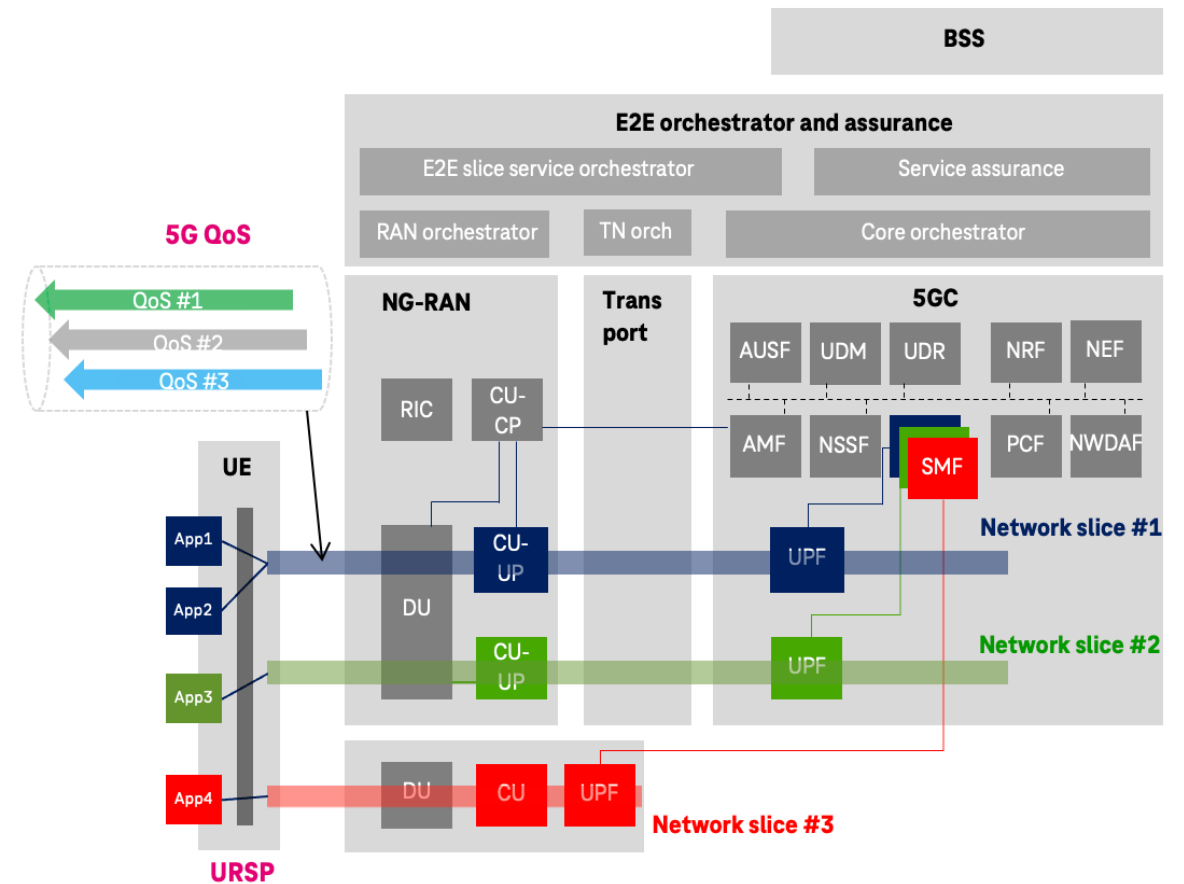 BSS
E2E orchestrator and assurance
E2E slice service orchestrator
Service assurance
RAN orchestrator
TN orch
Core orchestrator
5G QoS
QoS #1
QoS #2
QoS #3
NG-RAN
Trans
port
5GC
AUSF
UDM
UDR
NRF
NEF
RIC
CU-
CP
AMF
NSSF
SMF
PCF
NWDAF
UE
App1
App2
App3
App4
URSP
DU
CU-
UP
UPF
Network slice #1
CU-
UP
UPF
Network slice #2
DU
CU
UPF
Network slice #3